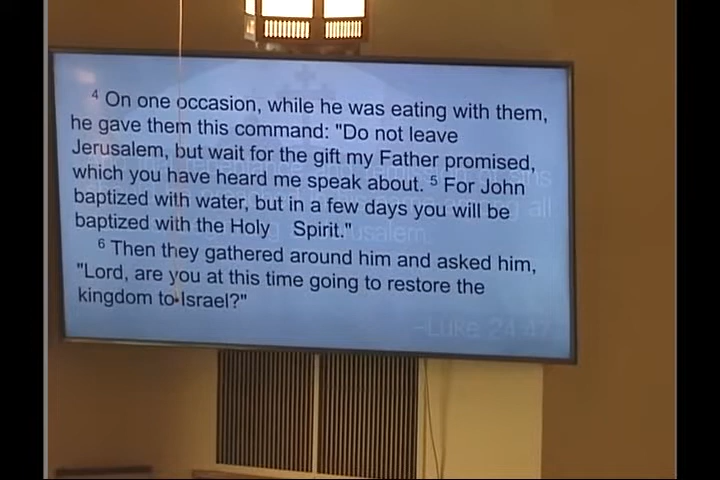 4 On one occasion, while he was eating with them,
he gave them this command: "Do not leave
Jerusalem, but wait for the gift my Father promised,
which you have heard me speak about. 5 For John
baptized with water, but in a few days you will be
baptized with the Holy Spirit."
6 Then they gathered around him and asked him,
"Lord, are you at this time going to restore the
kingdom to Israel?"
–Luke 24:47